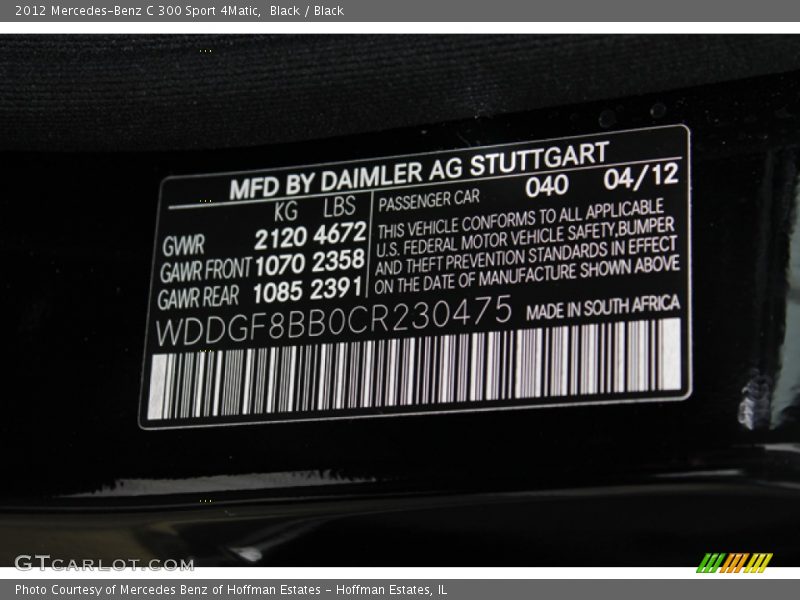 2012 Mercedes-Benz C 300 Sport 4Matic, Black / Black
MFD BY DAIMLER AG STUTTGART
KG LBS
GVWR 2120 4672
GAWR FRONT 1070 2358
GAWR REAR 1085 2391
PASSENGER CAR 040 04/12
THIS VEHICLE CONFORMS TO ALL APPLICABLE
U.S. FEDERAL MOTOR VEHICLE SAFETY,BUMPER
AND THEFT PREVENTION STANDARDS IN EFFECT
ON THE DATE OF MANUFACTURE SHOWN ABOVE
WDDGF8BB0CR230475 MADE IN SOUTH AFRICA
GTCARLOT.COM
Photo Courtesy of Mercedes Benz of Hoffman Estates - Hoffman Estates, IL